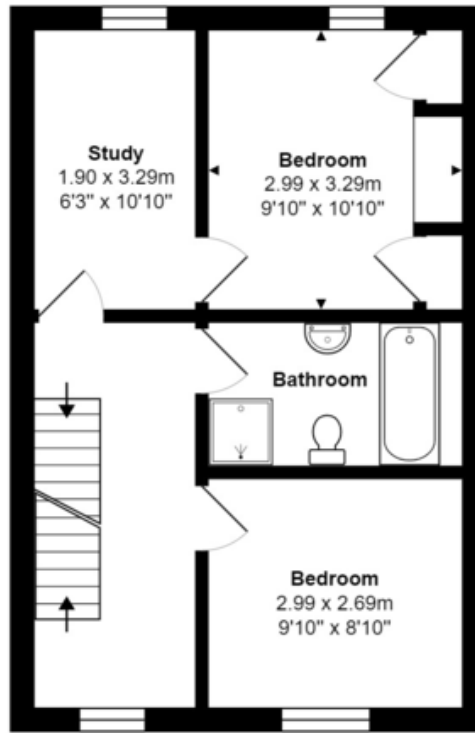 Study
1.90 x 3.29m
6'3" x 10'10"
Bedroom
2.99 x 3.29m
9'10" x 10'10"
Bathroom
Bedroom
2.99 x 2.69m
9'10" x 8'10"